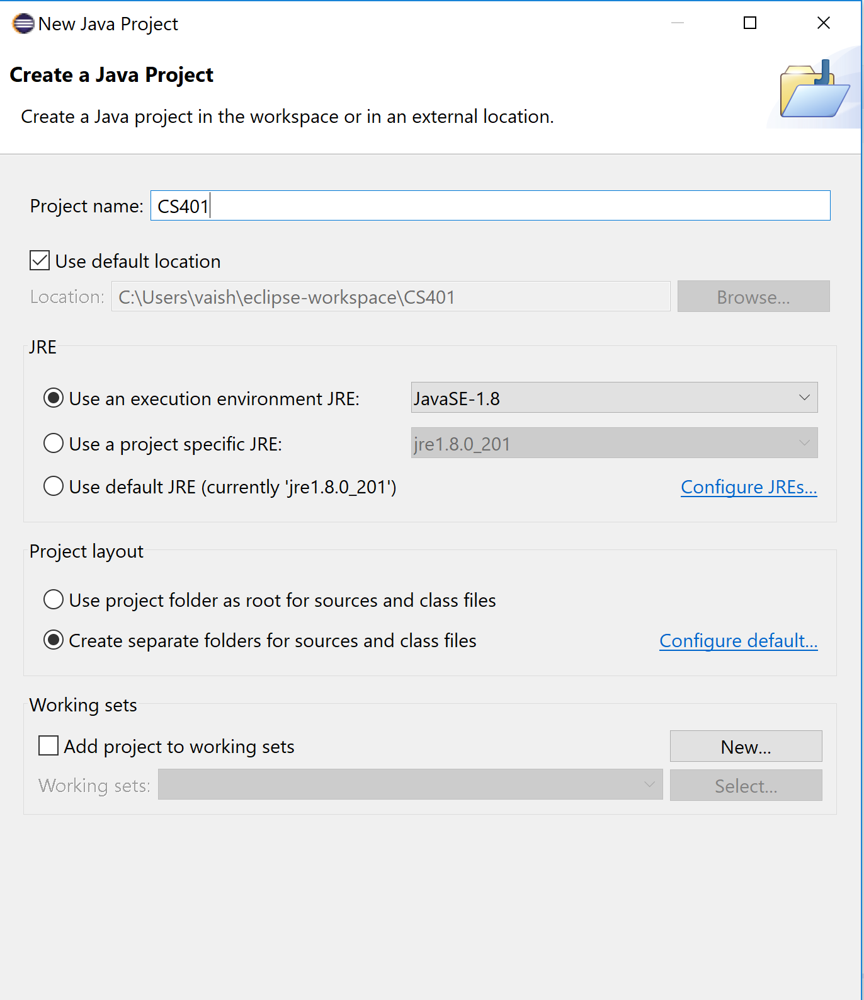 New Java Project
Create a Java Project
Create a Java project in the workspace or in an external location.
Project name: CS401
Use default location
Location: C:\Users\vaish\eclipse-workspace\CS401 Browse...
JRE
Use an execution environment JRE: JavaSE-1.8
Use a project specific JRE: jre1.8.0_201
Use default JRE (currently 'jre1.8.0_201') Configure JREs...
Project layout
Use project folder as root for sources and class files
Create separate folders for sources and class files Configure default...
Working sets
Add project to working sets New...
Working sets: Select...